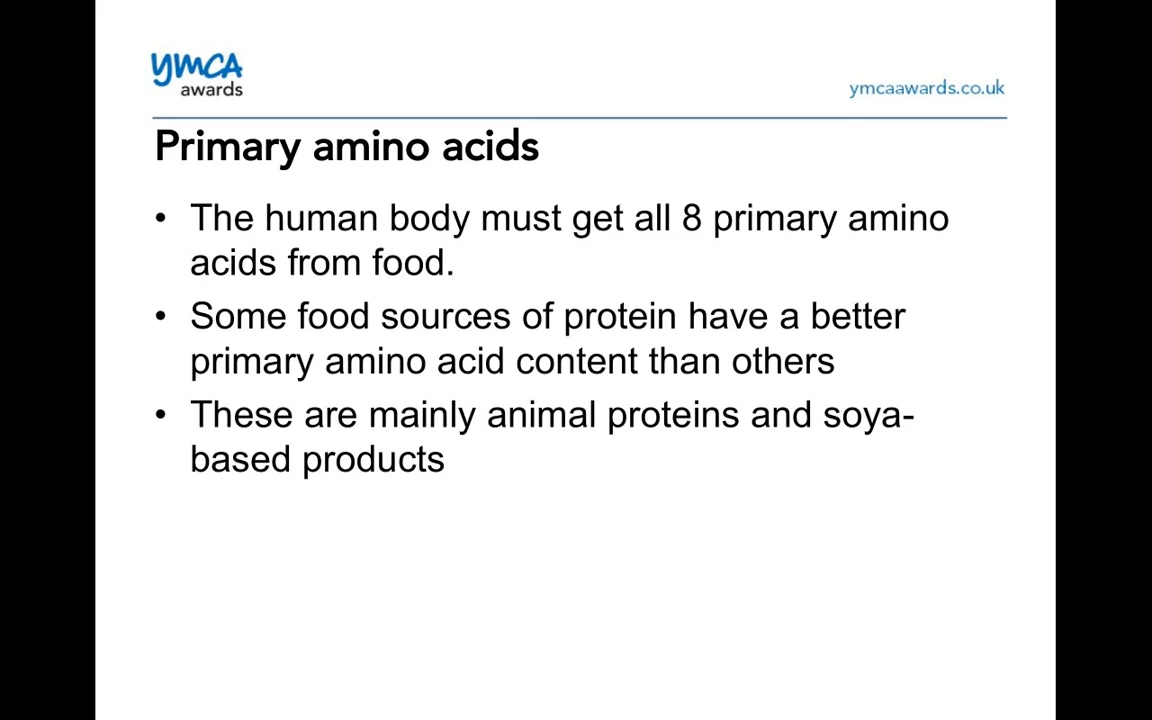 ymca
awards
ymcaawards.co.uk
Primary amino acids
• The human body must get all 8 primary amino
acids from food.
• Some food sources of protein have a better
primary amino acid content than others
• These are mainly animal proteins and soya-
based products